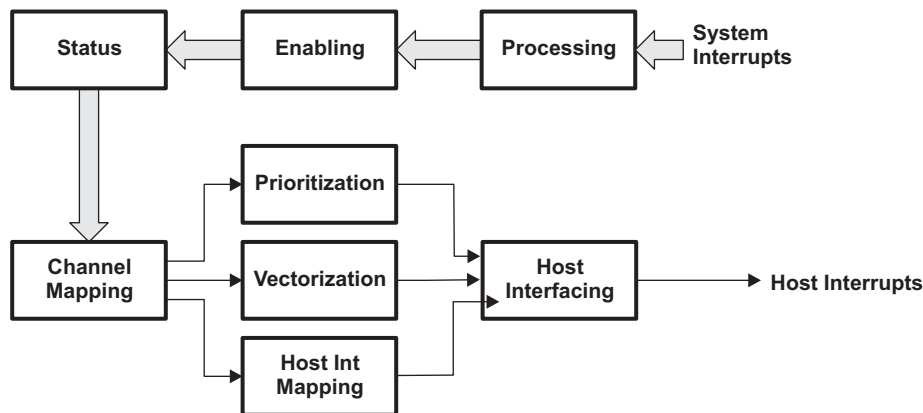 Status
Enabling
Processing
System
Interrupts
Prioritization
Channel
Mapping
Vectorization
Host
Interfacing
Host Interrupts
Host Int
Mapping